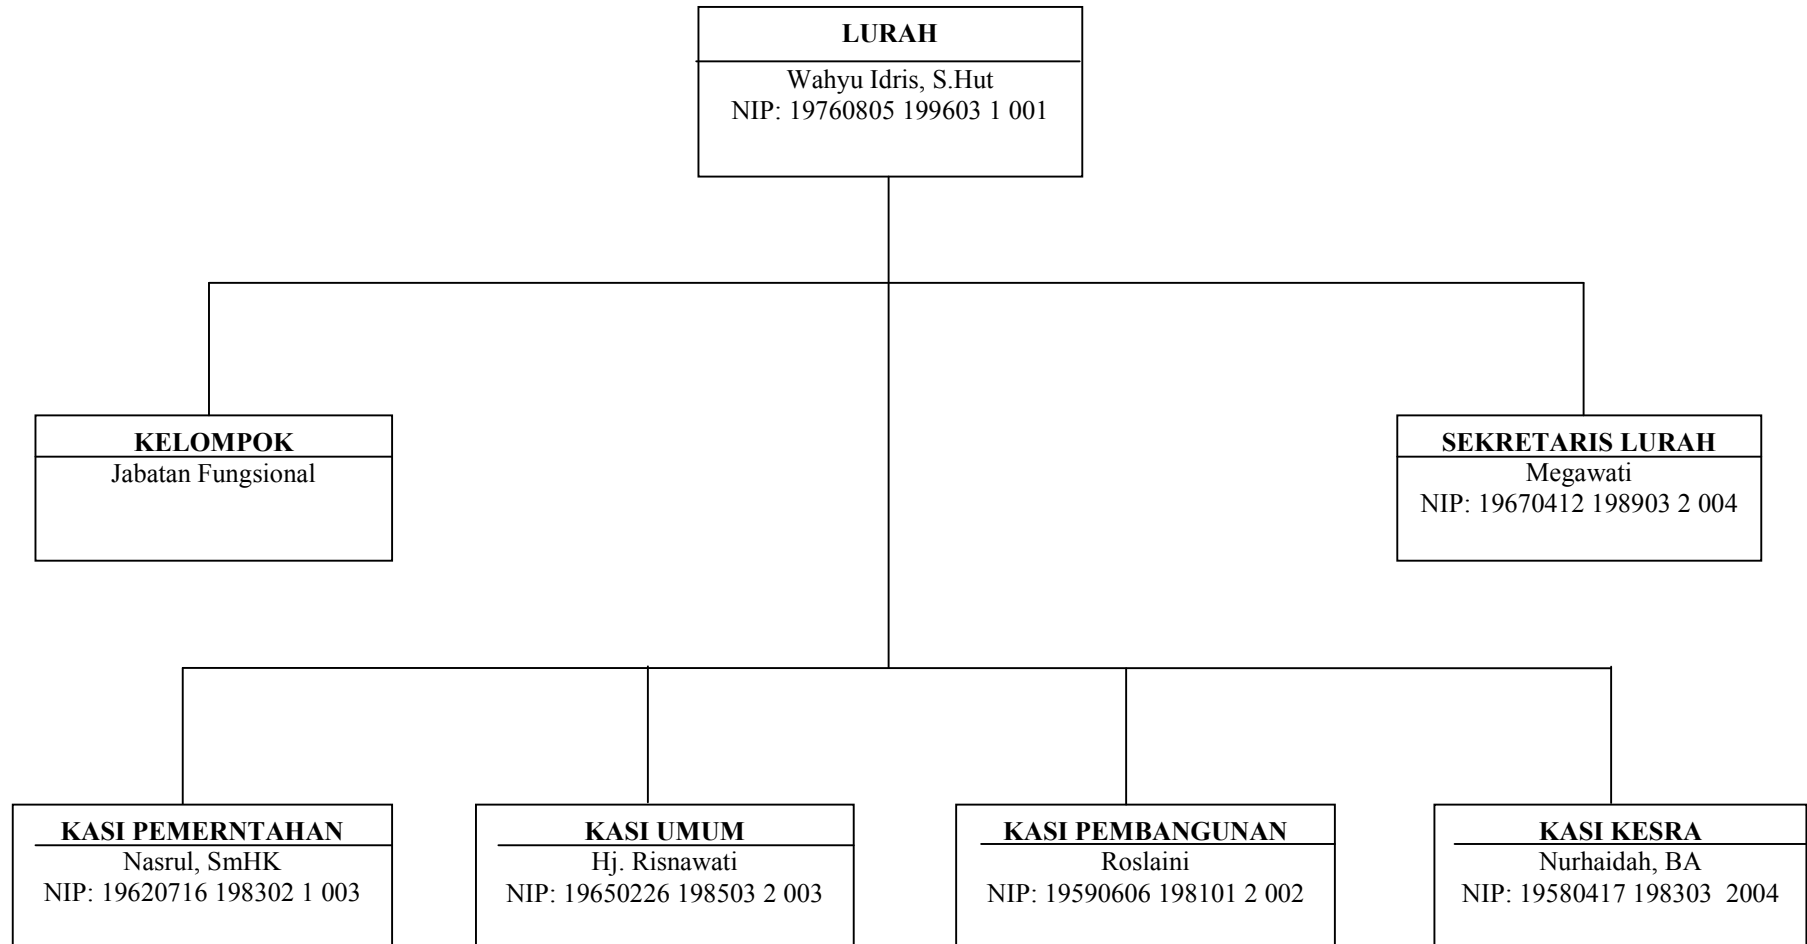 LURAH
Wahyu Idris, S.Hut
NIP: 19760805 199603 1 001
KELOMPOK
Jabatan Fungsional
SEKRETARIS LURAH
Megawati
NIP: 19670412 198903 2 004
KASI PEMERNTAHAN
Nasrul, SmHK
NIP: 19620716 198302 1 003
KASI UMUM
Hj. Risnawati
NIP: 19650226 198503 2 003
KASI PEMBANGUNAN
Roslaini
NIP: 19590606 198101 2 002
KASI KESRA
Nurhaidah, BA
NIP: 19580417 198303  2004